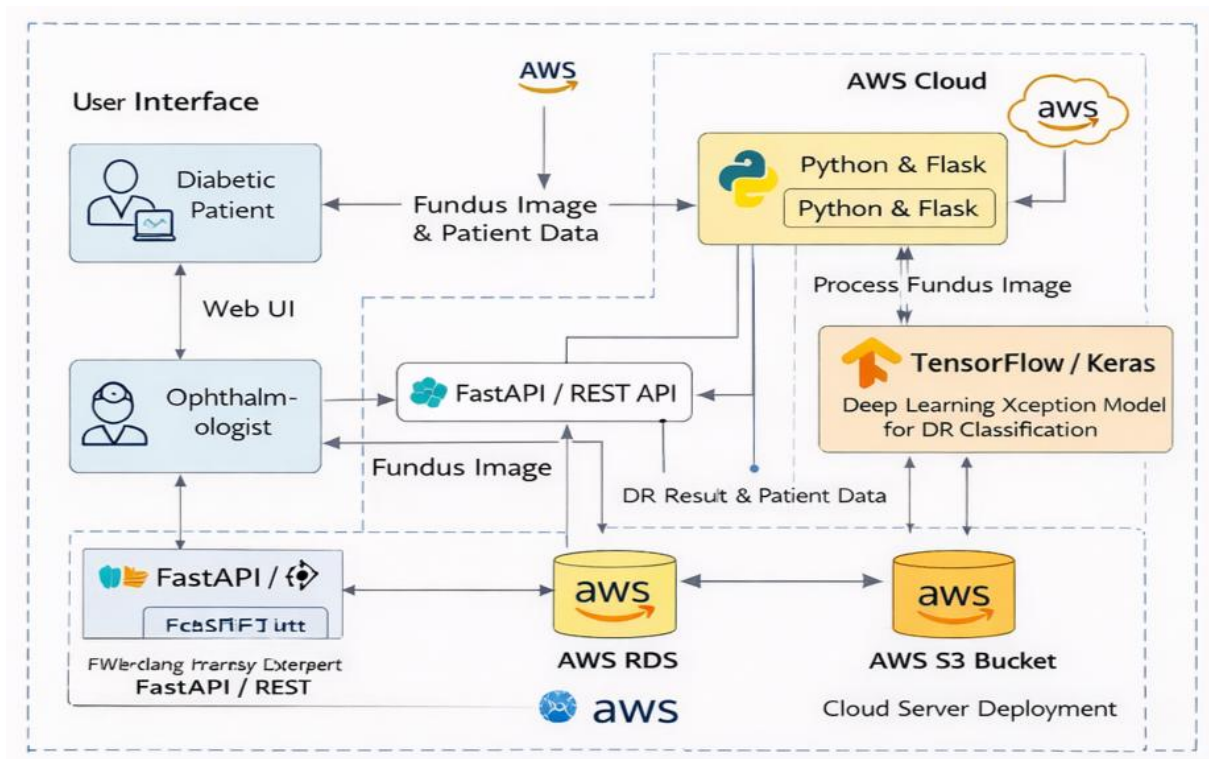 AWS
User Interface
AWS Cloud
aws
Diabetic
Patient
Fundus Image
& Patient Data
Python & Flask
Python & Flask
Web UI
Process Fundus Image
Ophthalm-
ologist
FastAPI / REST API
TensorFlow / Keras
Deep Learning Xception Model
for DR Classification
Fundus Image
DR Result & Patient Data
FastAPI /
aws
aws
AWS RDS
AWS S3 Bucket
FastAPI / REST
aws
Cloud Server Deployment